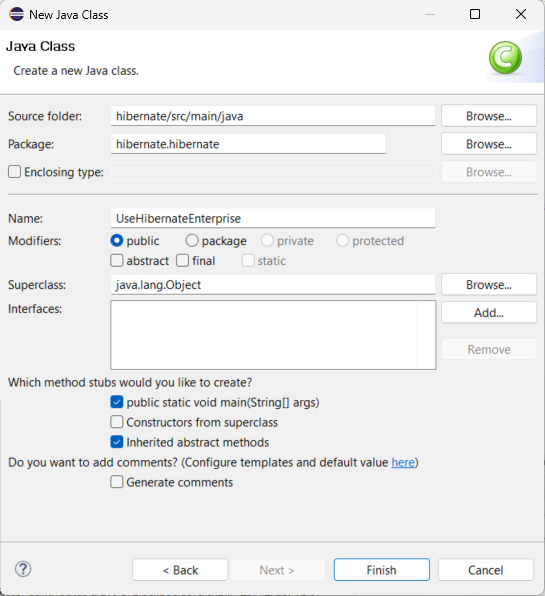 New Java Class
Java Class
Create a new Java class.
Source folder: hibernate/src/main/java Browse...
Package: hibernate.hibernate Browse...
Enclosing type: Browse...
Name: UseHibernateEnterprise
Modifiers: public package private protected
abstract final static
Superclass: java.lang.Object Browse...
Interfaces: Add...
Remove
Which method stubs would you like to create?
public static void main(String[] args)
Constructors from superclass
Inherited abstract methods
Do you want to add comments? (Configure templates and default value here)
Generate comments
? < Back Next > Finish Cancel